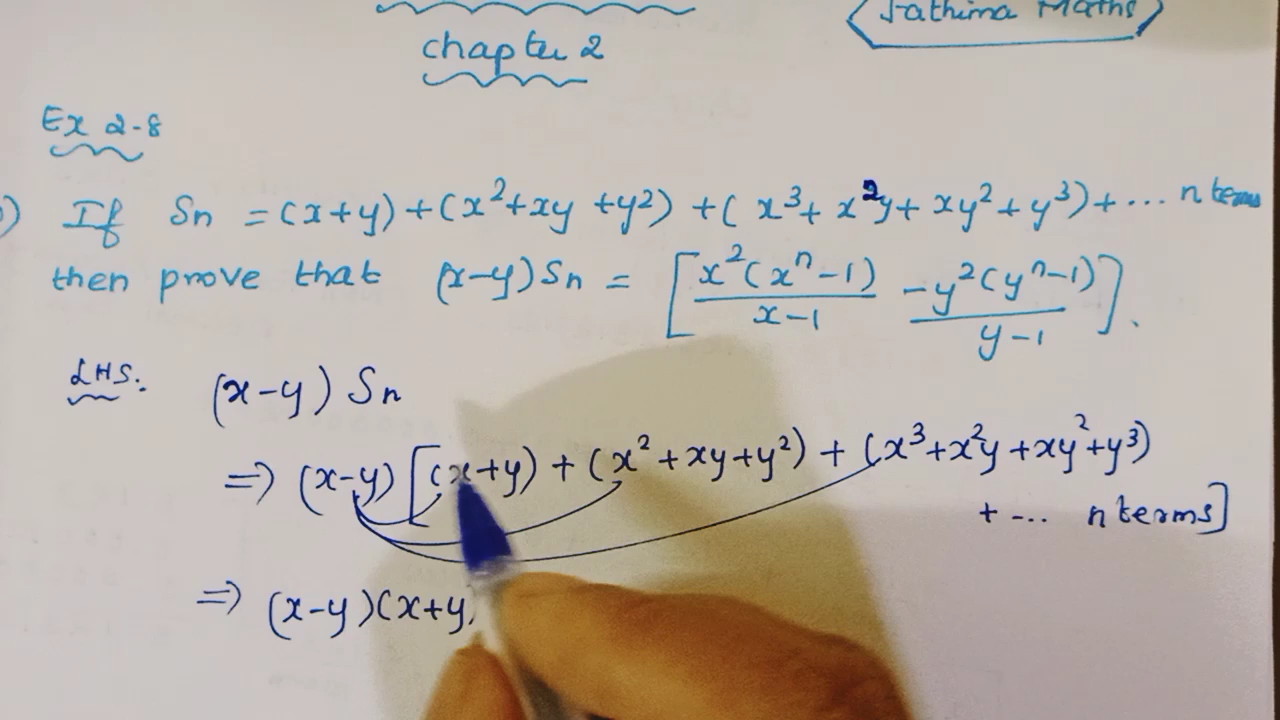 Fathima Maths
chapter 2
Ex 2-8
) If Sn = (x+y) + (x²+xy+y²) + (x³+x²y+xy²+y³)+... n terms
then prove that (x-y)Sn = [x²(xⁿ-1)/x-1 - y²(yⁿ-1)/y-1].
LHS. (x-y) Sn
=> (x-y) [(x+y) + (x²+xy+y²) + (x³+x²y+xy²+y³)
+ -... n terms]
=> (x-y)(x+y)